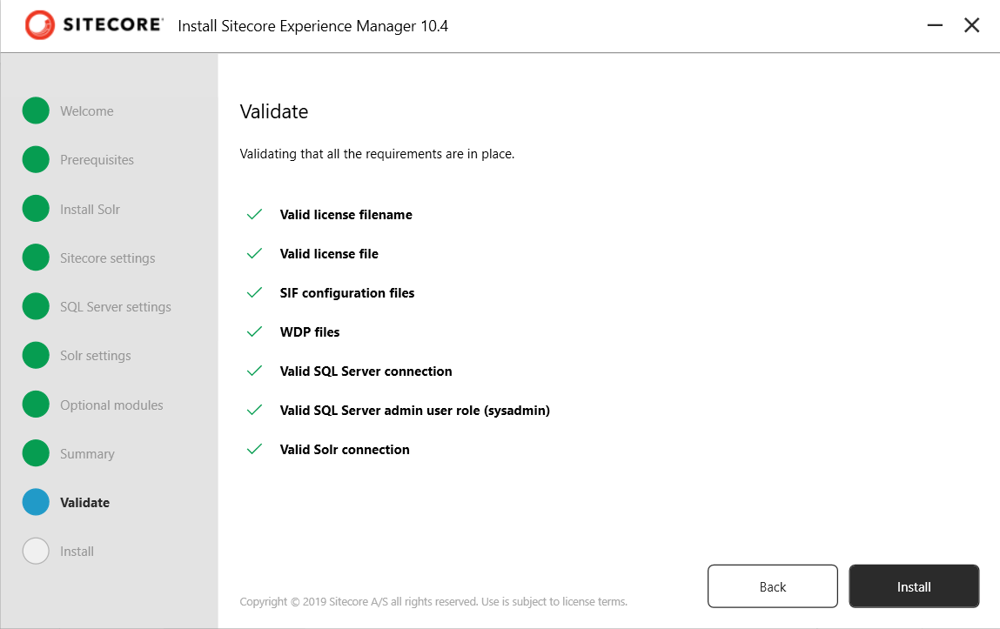 SITECORE Install Sitecore Experience Manager 10.4
Welcome
Prerequisites
Install Solr
Sitecore settings
SQL Server settings
Solr settings
Optional modules
Summary
Validate
Install
Validate
Validating that all the requirements are in place.
Valid license filename
Valid license file
SIF configuration files
WDP files
Valid SQL Server connection
Valid SQL Server admin user role (sysadmin)
Valid Solr connection
Back
Install
Copyright © 2019 Sitecore A/S all rights reserved. Use is subject to license terms.